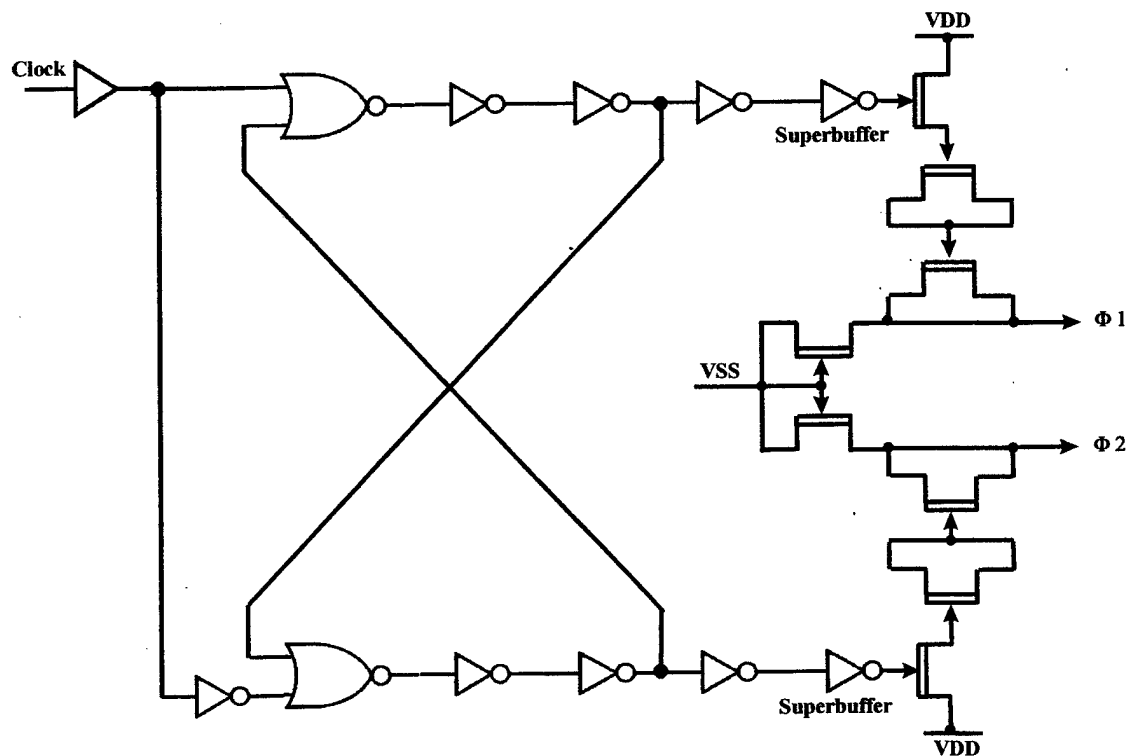 VDD
Clock
Superbuffer
Φ 1
VSS
Φ 2
Superbuffer
VDD